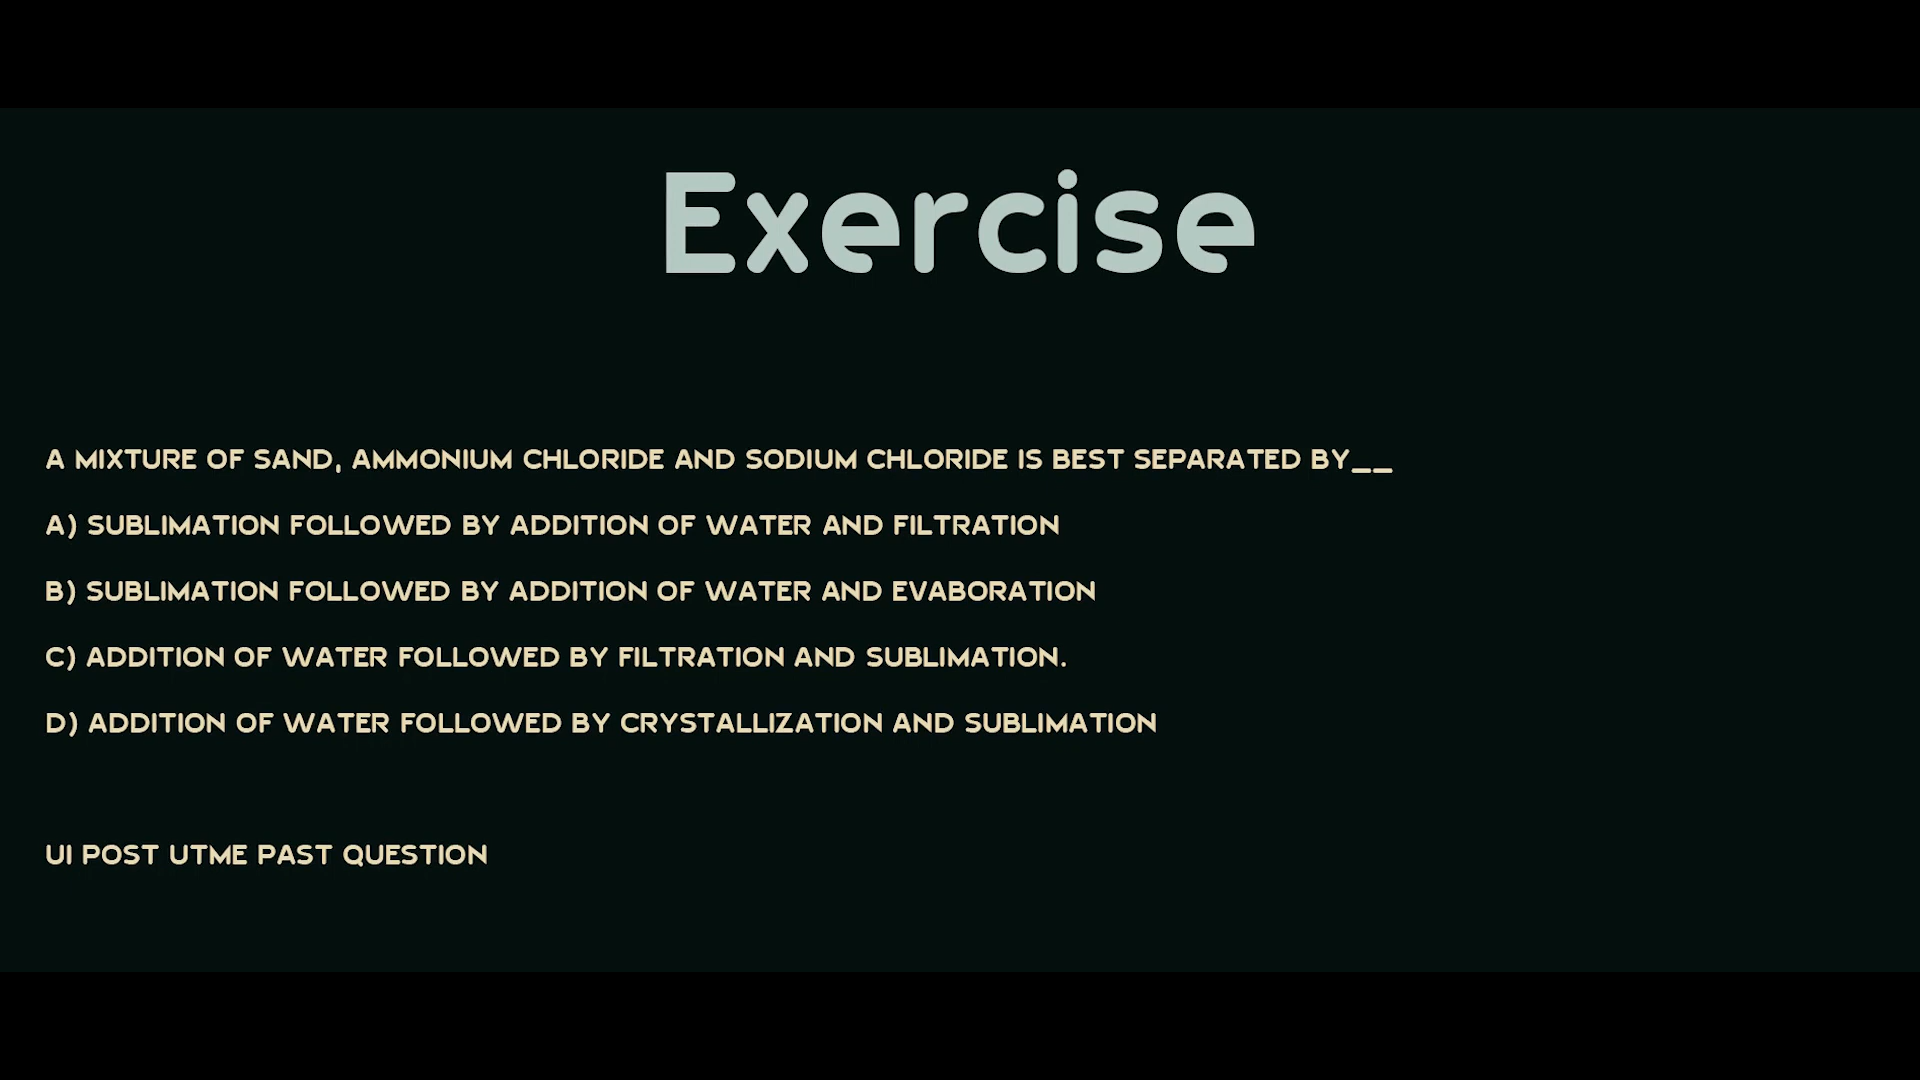 Exercise
A MIXTURE OF SAND, AMMONIUM CHLORIDE AND SODIUM CHLORIDE IS BEST SEPARATED BY__
A) SUBLIMATION FOLLOWED BY ADDITION OF WATER AND FILTRATION
B) SUBLIMATION FOLLOWED BY ADDITION OF WATER AND EVABORATION
C) ADDITION OF WATER FOLLOWED BY FILTRATION AND SUBLIMATION.
D) ADDITION OF WATER FOLLOWED BY CRYSTALLIZATION AND SUBLIMATION
UI POST UTME PAST QUESTION